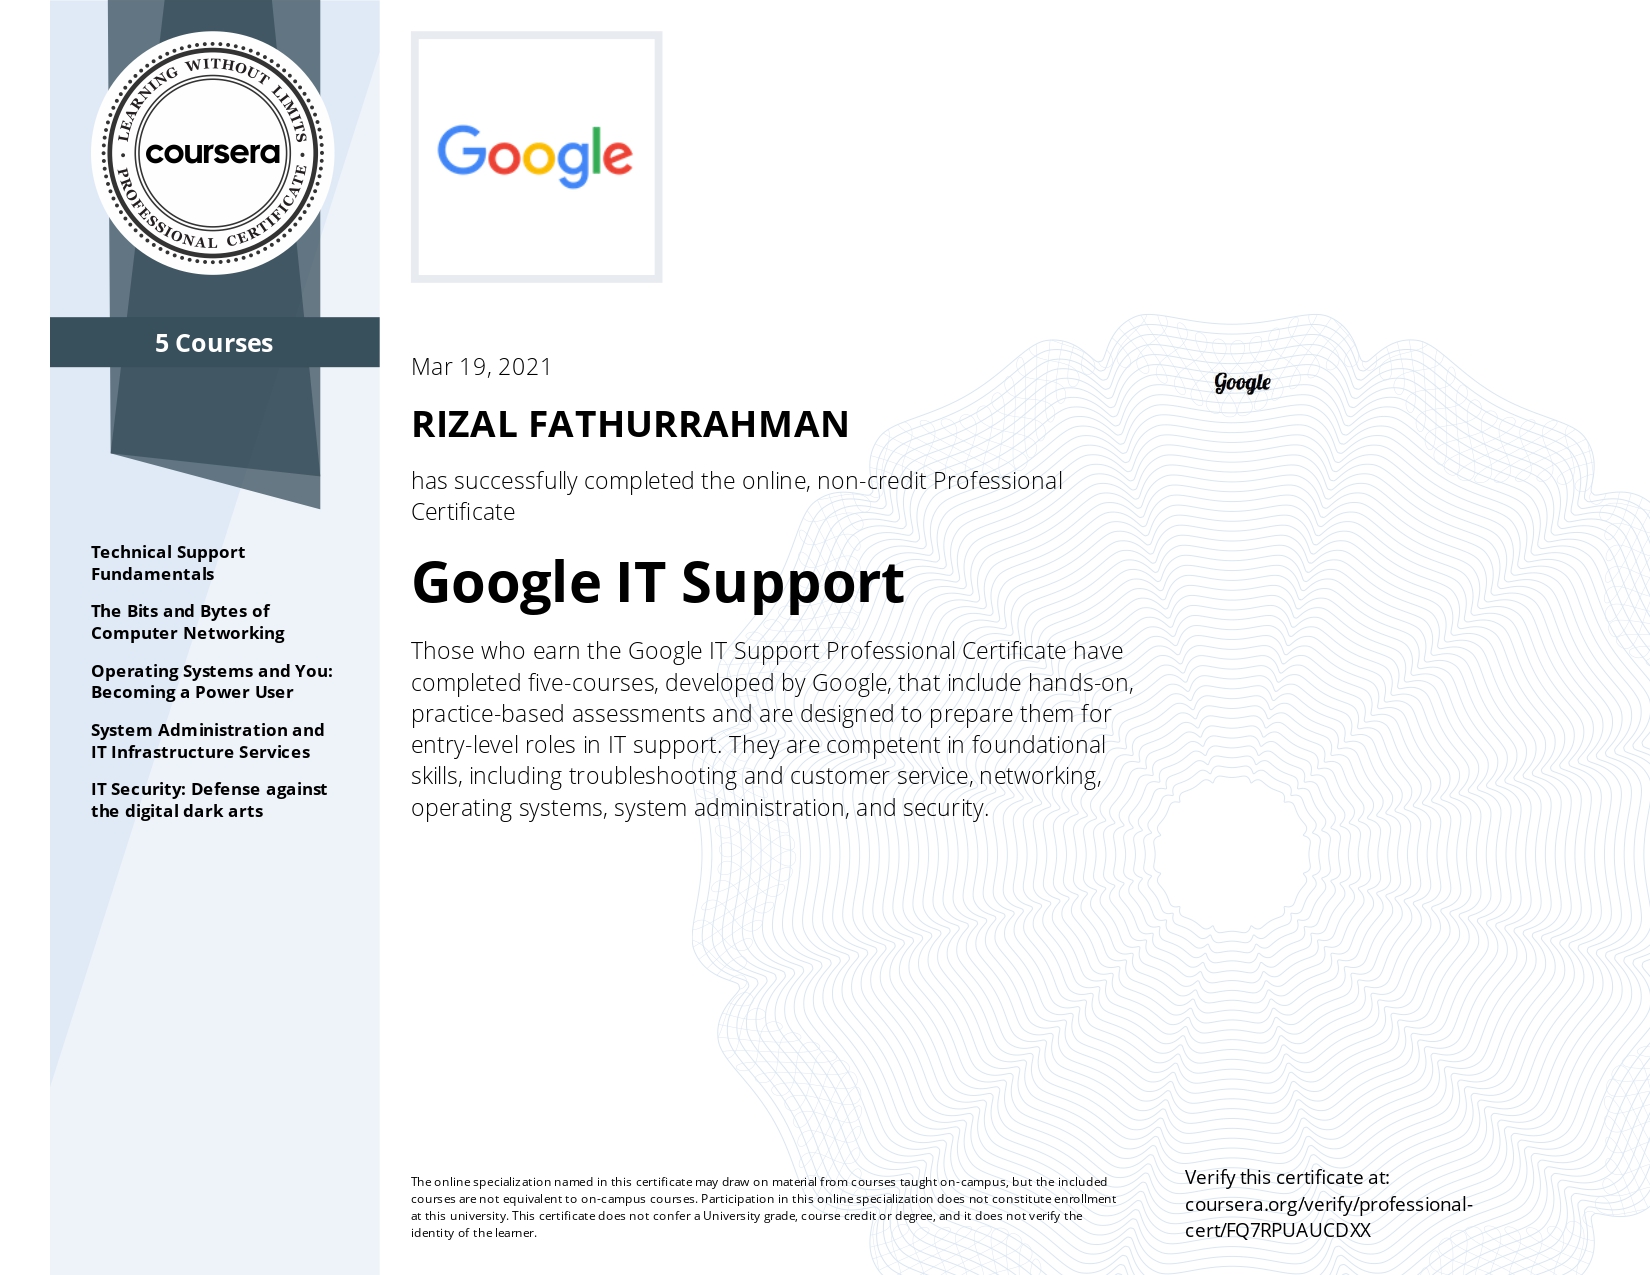 LEARNING WITHOUT LIMITS
coursera
PROFESSIONAL CERTIFICATE
5 Courses
Technical Support
Fundamentals
The Bits and Bytes of
Computer Networking
Operating Systems and You:
Becoming a Power User
System Administration and
IT Infrastructure Services
IT Security: Defense against
the digital dark arts
Google
Mar 19, 2021
Google
RIZAL FATHURRAHMAN
has successfully completed the online, non-credit Professional
Certificate
Google IT Support
Those who earn the Google IT Support Professional Certificate have
completed five-courses, developed by Google, that include hands-on,
practice-based assessments and are designed to prepare them for
entry-level roles in IT support. They are competent in foundational
skills, including troubleshooting and customer service, networking,
operating systems, system administration, and security.
The online specialization named in this certificate may draw on material from courses taught on-campus, but the included
courses are not equivalent to on-campus courses. Participation in this online specialization does not constitute enrollment
at this university. This certificate does not confer a University grade, course credit or degree, and it does not verify the
identity of the learner.
Verify this certificate at:
coursera.org/verify/professional-
cert/FQ7RPUAUCDXX